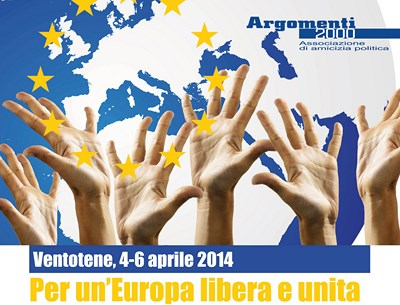 Argomenti
2000
Associazione
di amicizia politica
Ventotene, 4-6 aprile 2014
Per un'Europa libera e unita